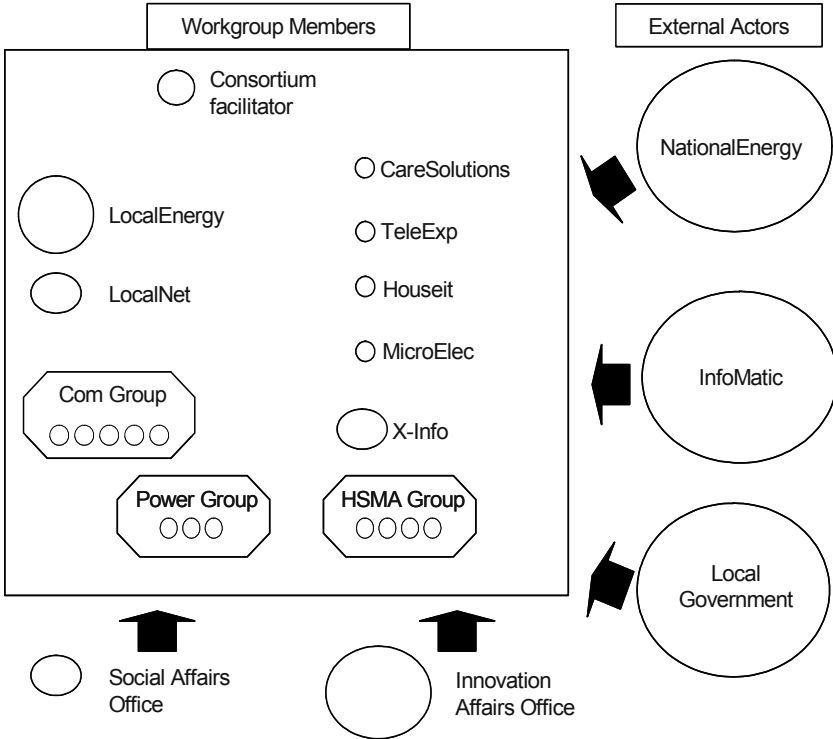 Workgroup Members
External Actors
Consortium
facilitator
NationalEnergy
CareSolutions
LocalEnergy
TeleExp
LocalNet
Houseit
MicroElec
InfoMatic
Com Group
X-Info
Power Group
HSMA Group
Local
Government
Social Affairs
Office
Innovation
Affairs Office